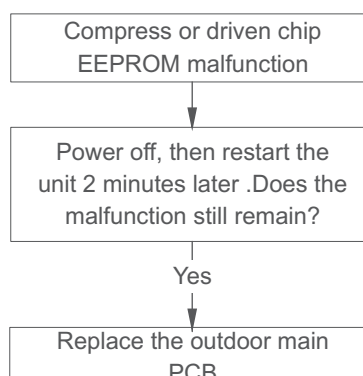 Compress or driven chip
EEPROM malfunction
Power off, then restart the
unit 2 minutes later .Does the
malfunction still remain?
Yes
Replace the outdoor main
PCB